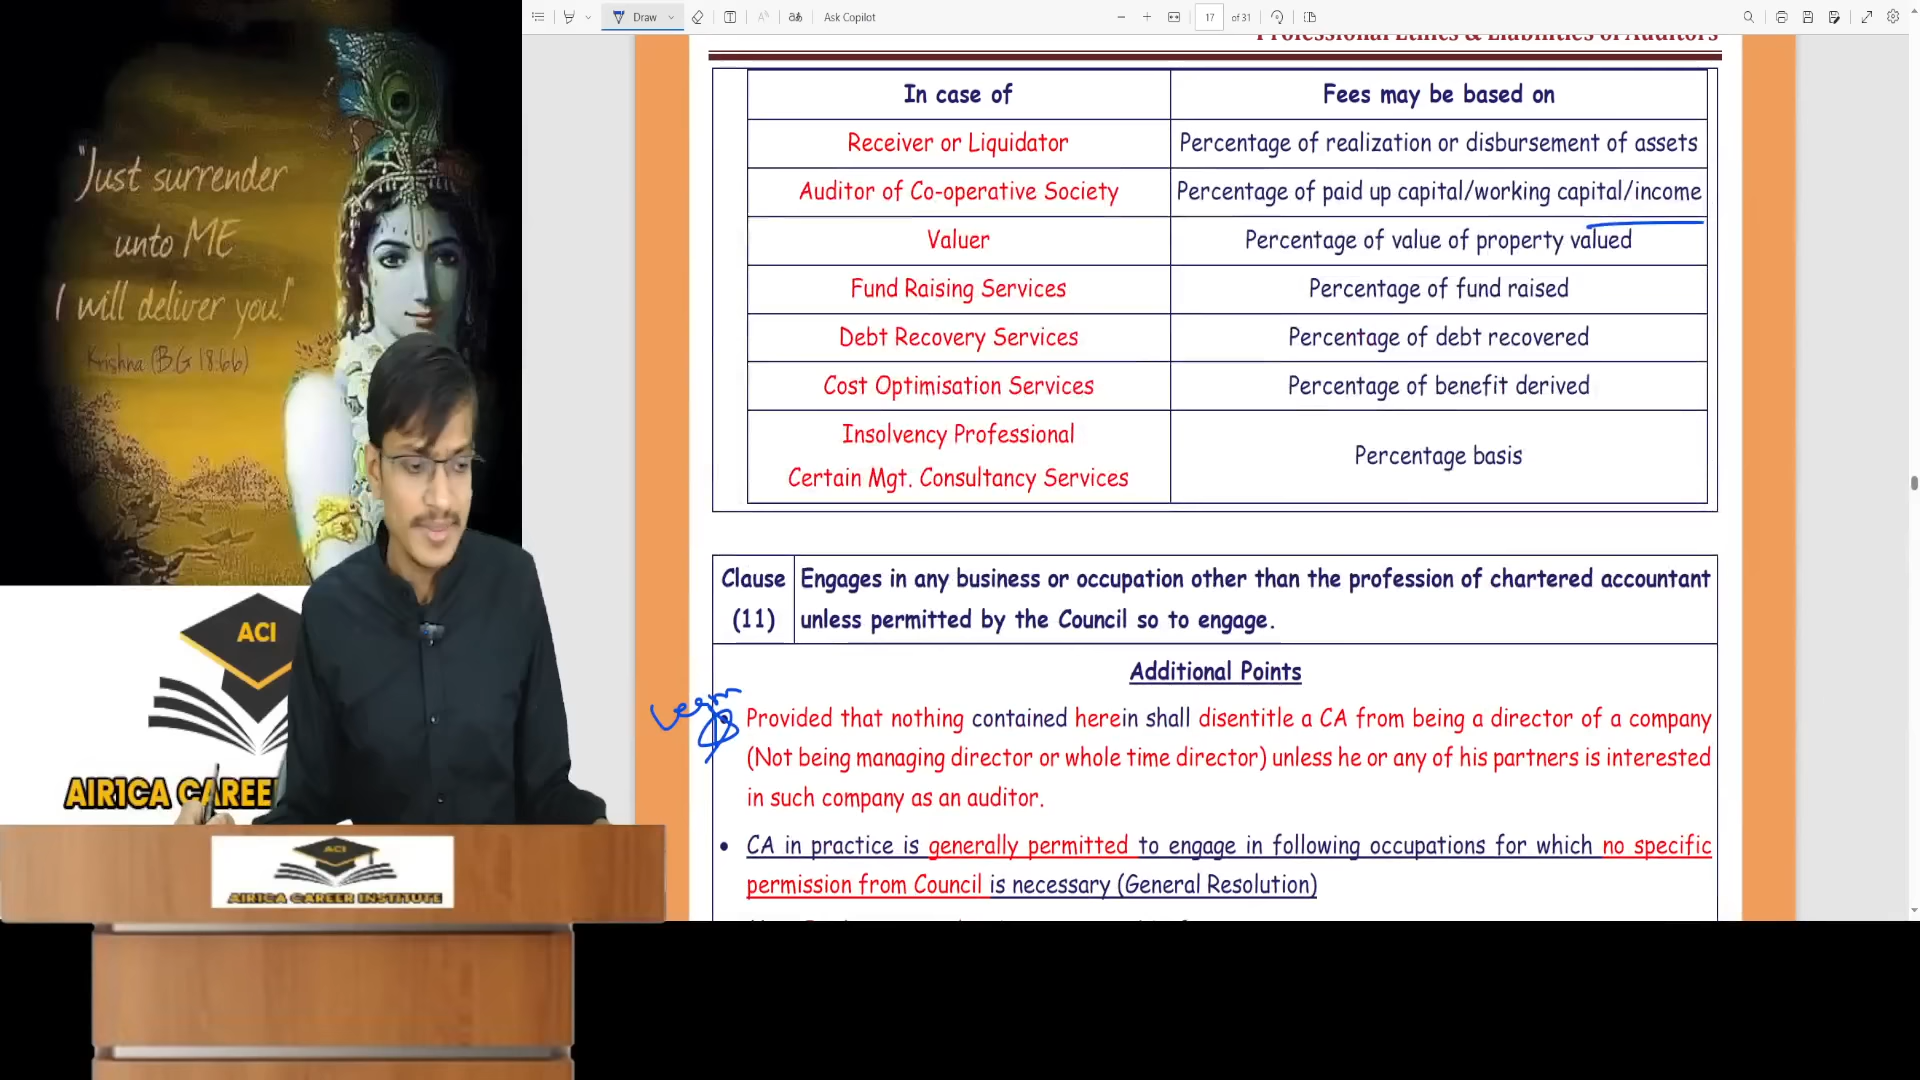 "Just surrender
unto ME
I will deliver you!"
Krishna (B.G 18:66)
ACI
AIR1CA CAREE
ACI
AIR1CA CAREER INSTITUTE
Draw
Ask Copilot
17
of 31
Professional Ethics & Liabilities of Auditors
In case of
Fees may be based on
Receiver or Liquidator
Percentage of realization or disbursement of assets
Auditor of Co-operative Society
Percentage of paid up capital/working capital/income
Valuer
Percentage of value of property valued
Fund Raising Services
Percentage of fund raised
Debt Recovery Services
Percentage of debt recovered
Cost Optimisation Services
Percentage of benefit derived
Insolvency Professional
Certain Mgt. Consultancy Services
Percentage basis
Clause
(11)
Engages in any business or occupation other than the profession of chartered accountant
unless permitted by the Council so to engage.
Additional Points
Provided that nothing contained herein shall disentitle a CA from being a director of a company
(Not being managing director or whole time director) unless he or any of his partners is interested
in such company as an auditor.
• CA in practice is generally permitted to engage in following occupations for which no specific
permission from Council is necessary (General Resolution)